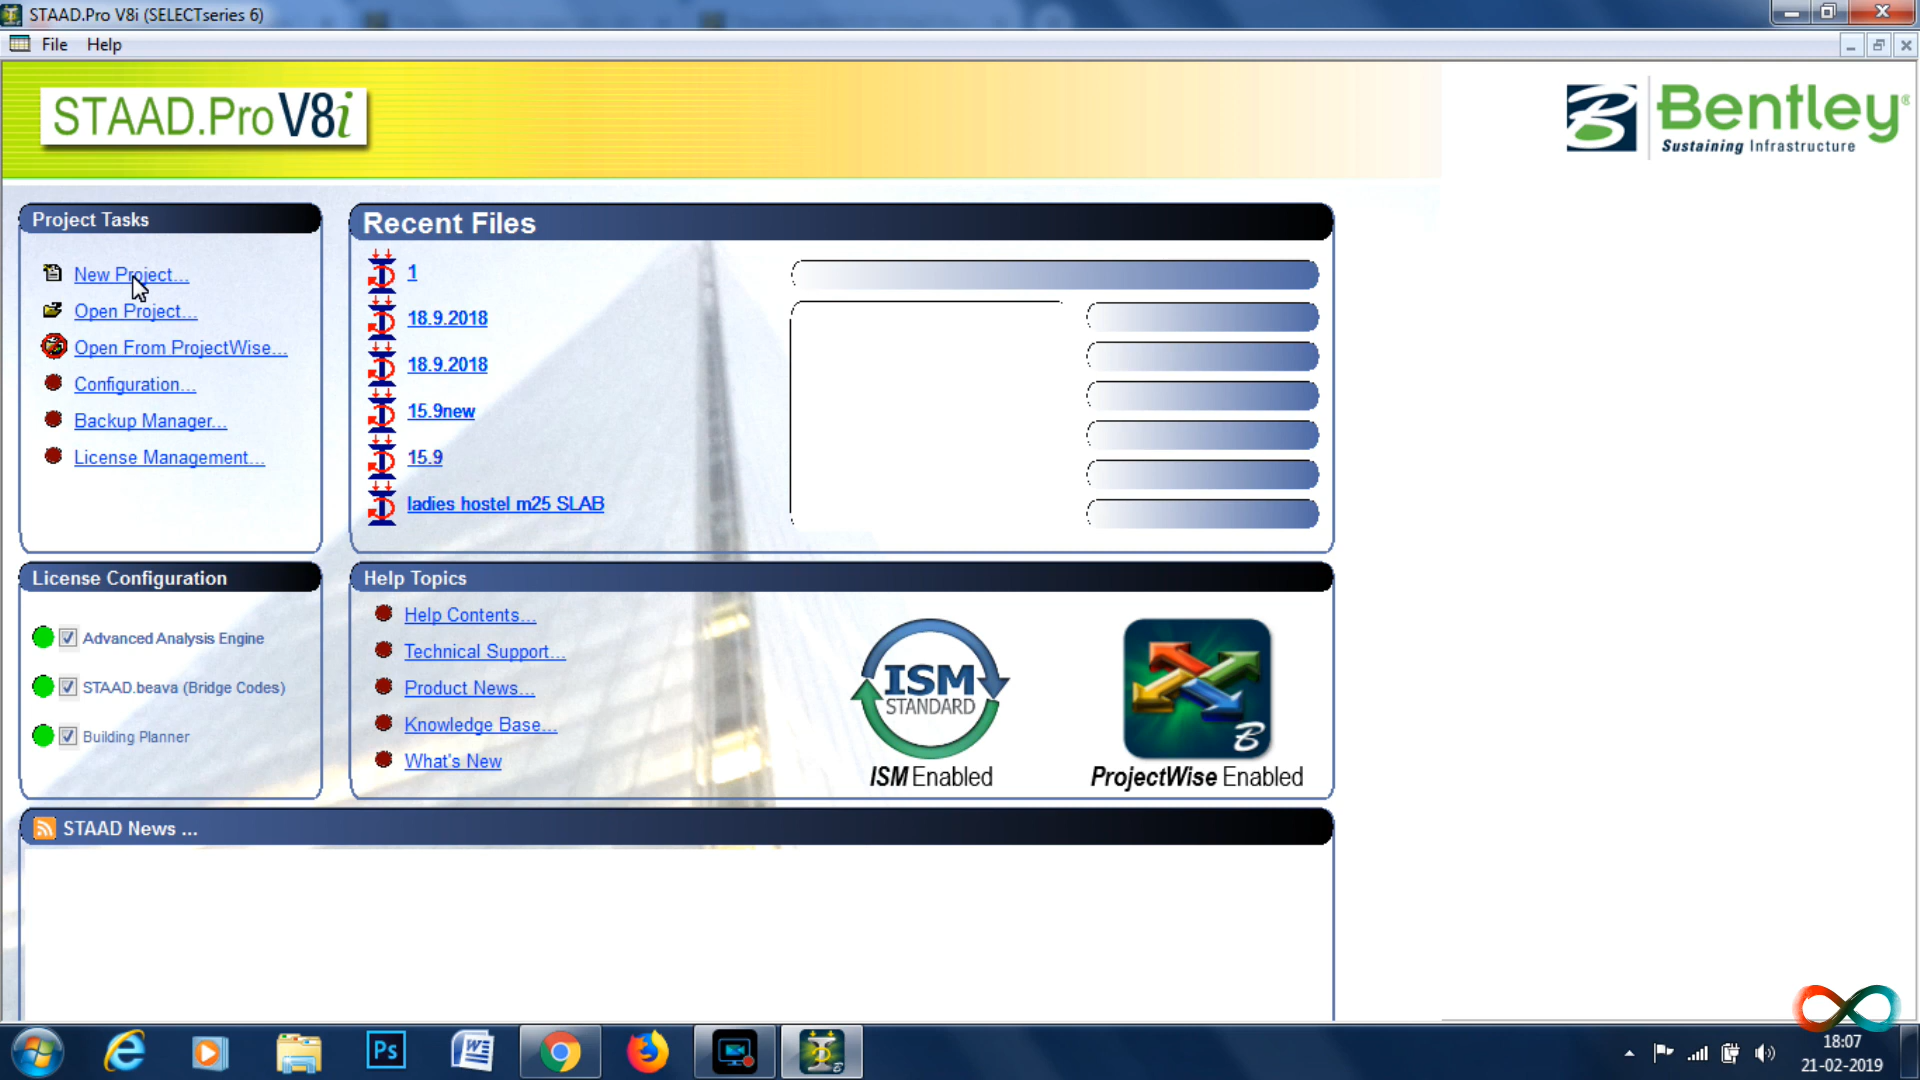 STAAD.Pro V8i (SELECTseries 6)
File Help
STAAD.Pro V8i
Bentley®
Sustaining Infrastructure
Project Tasks
New Project...
Open Project...
Open From ProjectWise...
Configuration...
Backup Manager...
License Management...
Recent Files
1
18.9.2018
18.9.2018
15.9new
15.9
ladies hostel m25 SLAB
License Configuration
Advanced Analysis Engine
STAAD.beava (Bridge Codes)
Building Planner
Help Topics
Help Contents...
Technical Support...
Product News...
Knowledge Base...
What's New
ISM
STANDARD
ISM Enabled
B
ProjectWise Enabled
STAAD News ...
Ps
W
18:07
21-02-2019